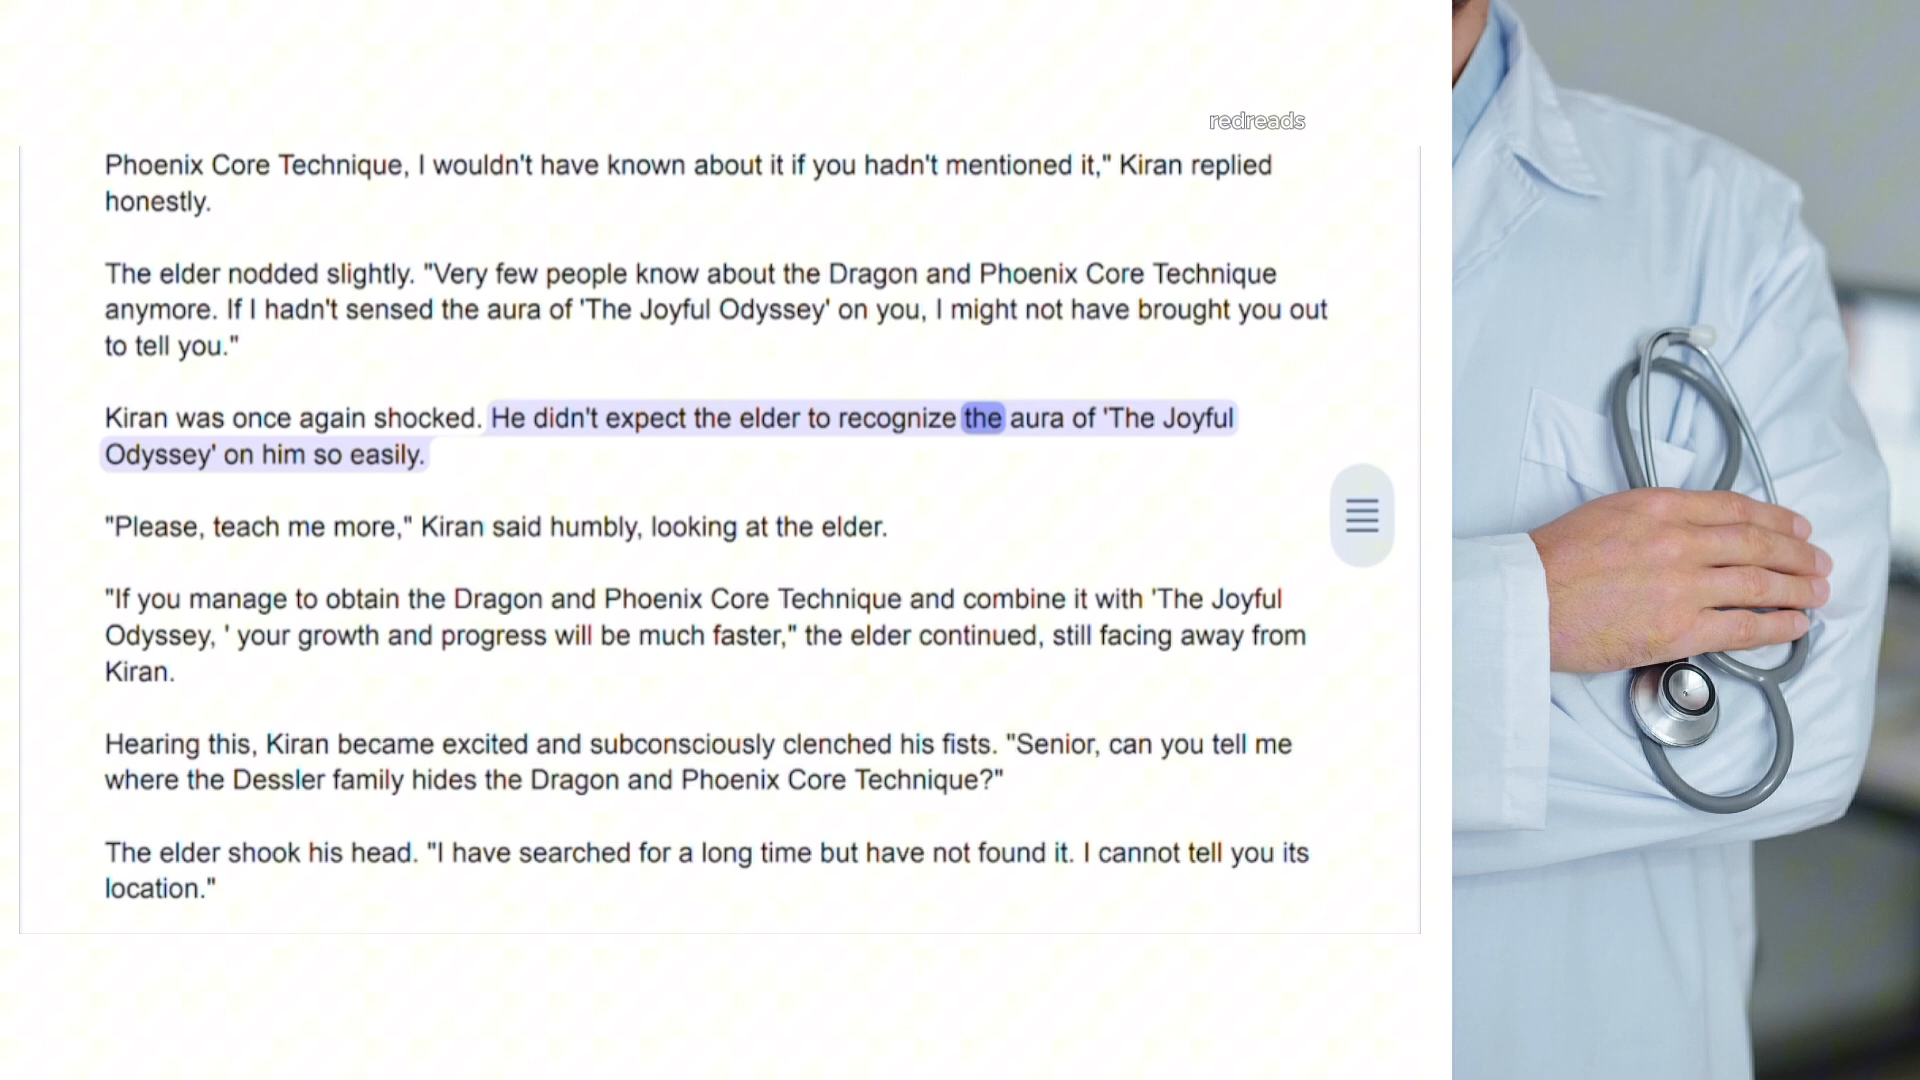 redreads
Phoenix Core Technique, I wouldn't have known about it if you hadn't mentioned it," Kiran replied
honestly.
The elder nodded slightly. "Very few people know about the Dragon and Phoenix Core Technique
anymore. If I hadn't sensed the aura of 'The Joyful Odyssey' on you, I might not have brought you out
to tell you."
Kiran was once again shocked. He didn't expect the elder to recognize the aura of 'The Joyful
Odyssey' on him so easily.
"Please, teach me more," Kiran said humbly, looking at the elder.
"If you manage to obtain the Dragon and Phoenix Core Technique and combine it with 'The Joyful
Odyssey, ' your growth and progress will be much faster," the elder continued, still facing away from
Kiran.
Hearing this, Kiran became excited and subconsciously clenched his fists. "Senior, can you tell me
where the Dessler family hides the Dragon and Phoenix Core Technique?"
The elder shook his head. "I have searched for a long time but have not found it. I cannot tell you its
location."